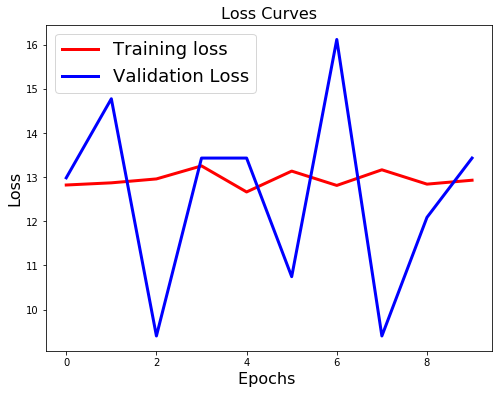 Loss Curves
Training loss
Validation Loss
16
15
14
13
12
11
10
Loss
0 2 4 6 8
Epochs